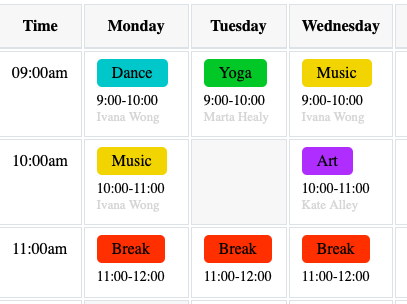 Time Monday Tuesday Wednesday
09:00am Dance Yoga Music
9:00-10:00 9:00-10:00 9:00-10:00
Ivana Wong Marta Healy Ivana Wong
10:00am Music Art
10:00-11:00 10:00-11:00
Ivana Wong Kate Alley
11:00am Break Break Break
11:00-12:00 11:00-12:00 11:00-12:00